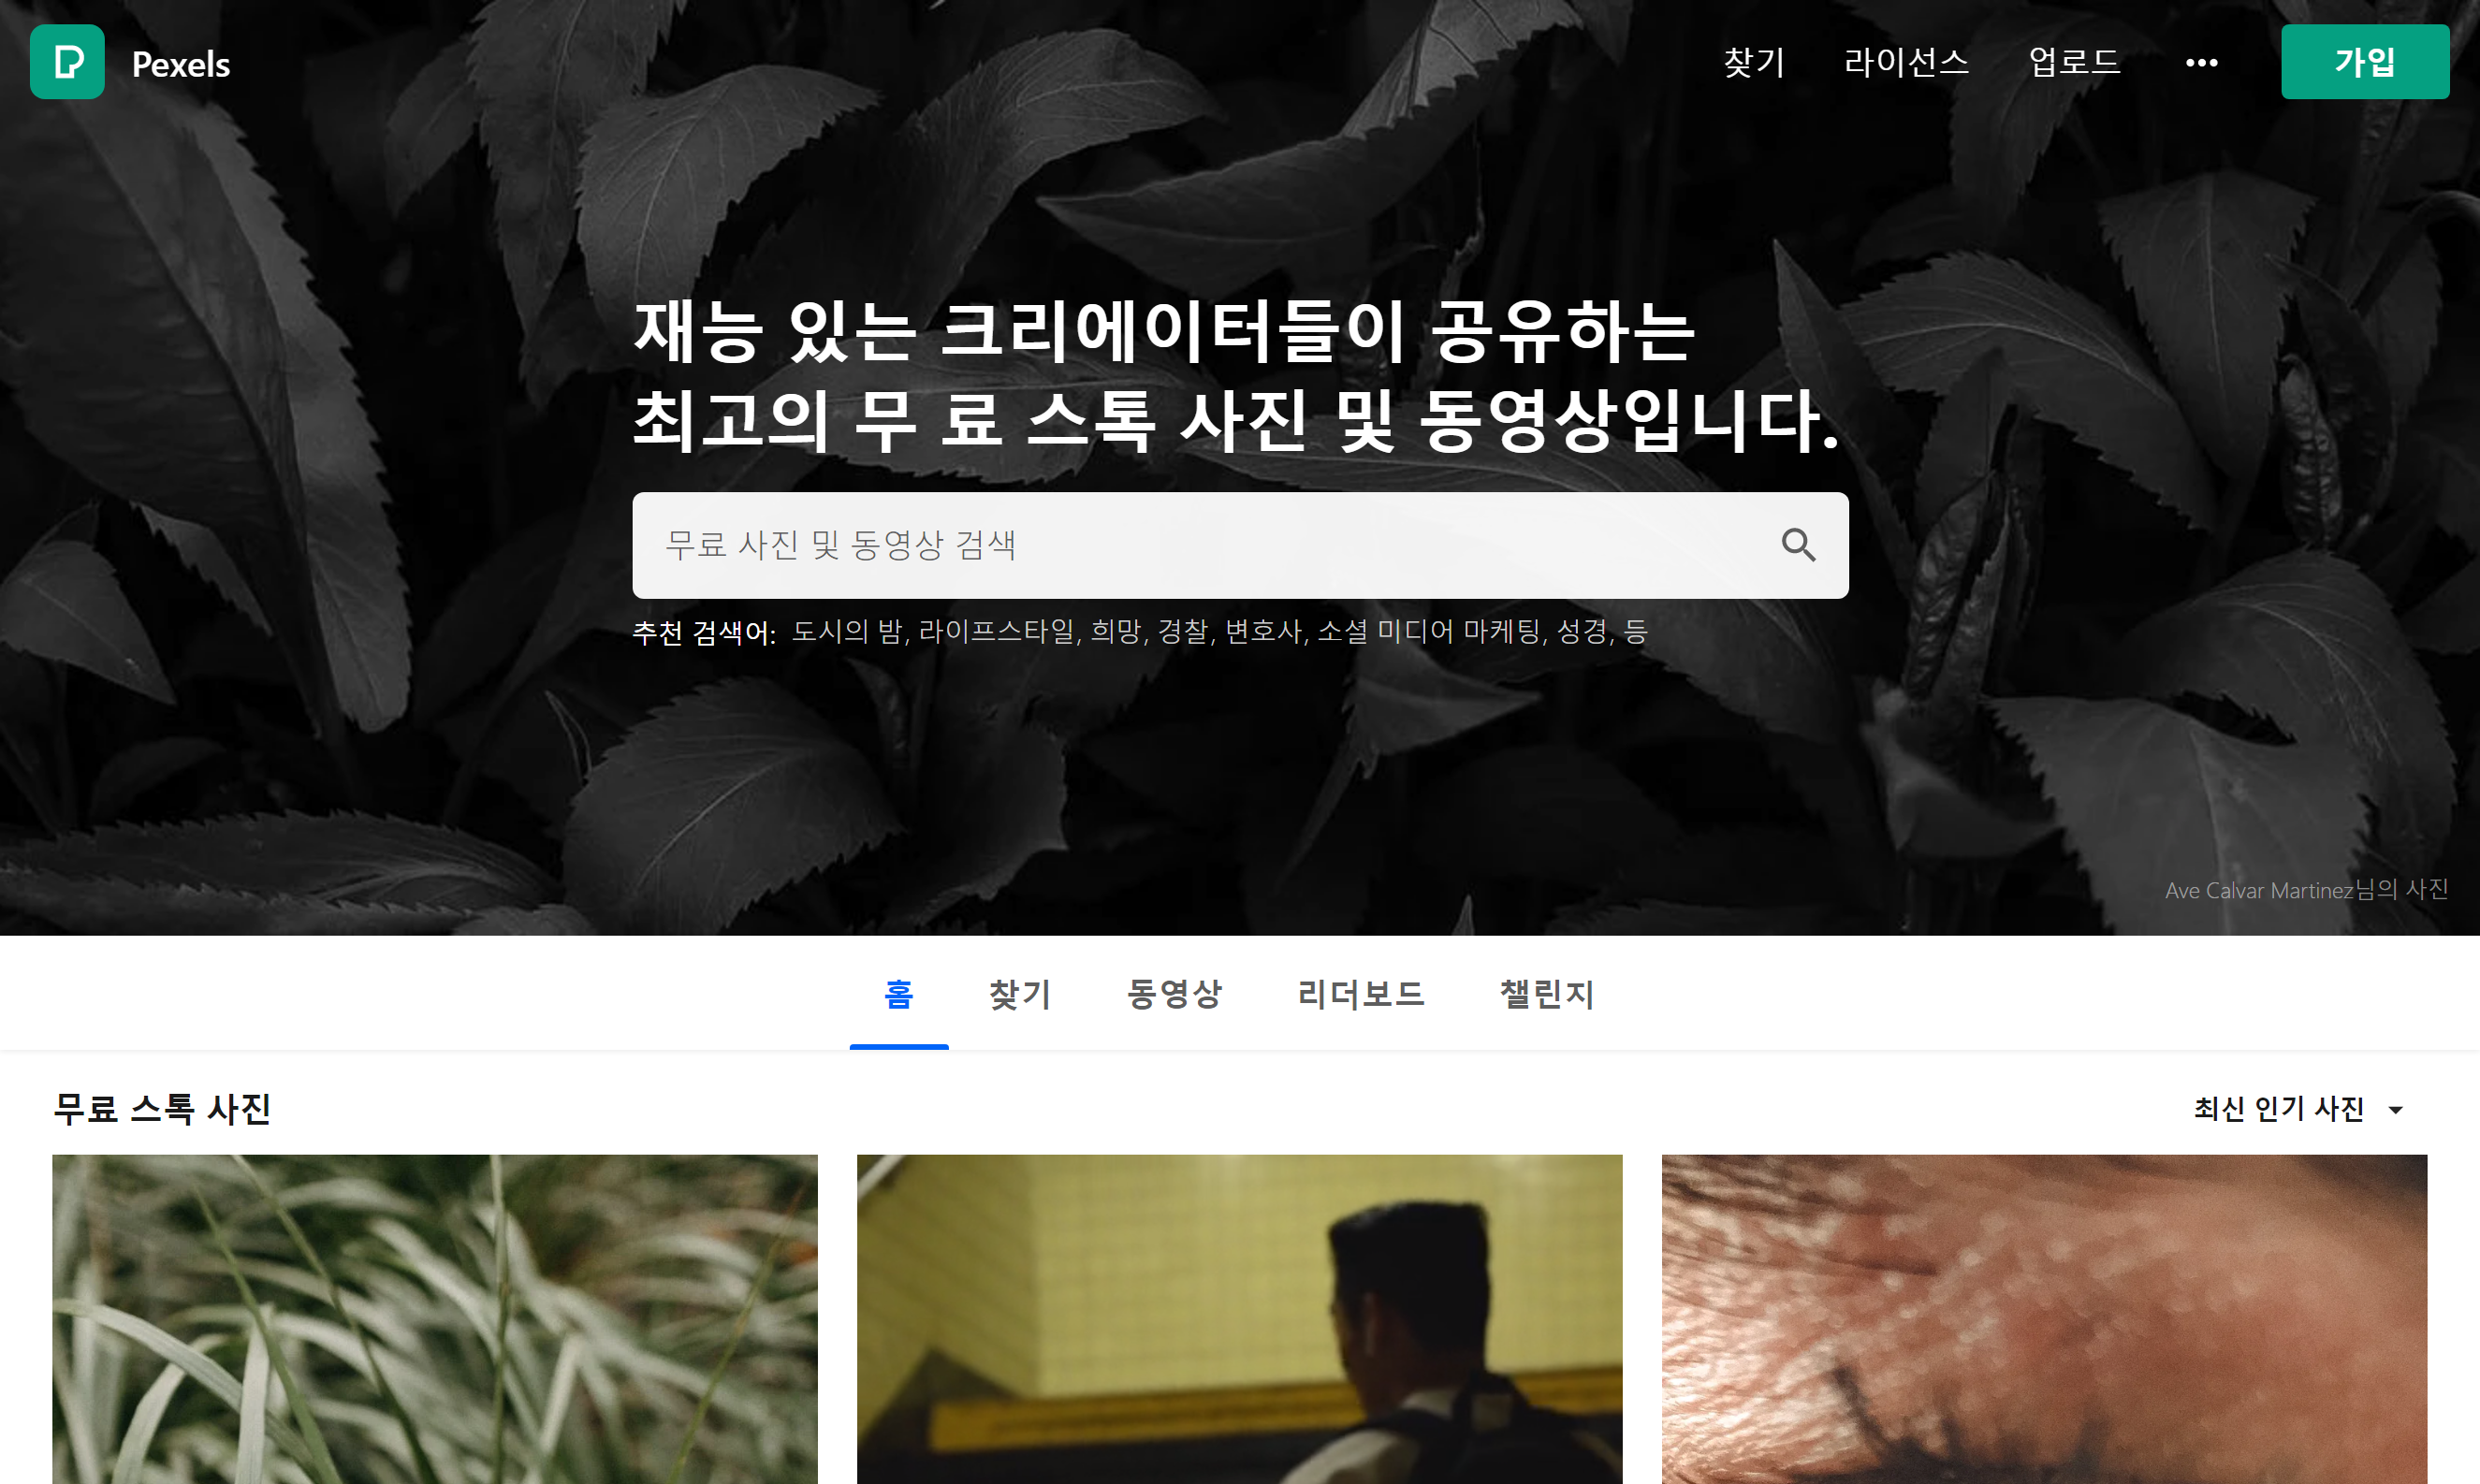 Pexels
찾기 라이선스 업로드 ••• 가입
재능 있는 크리에이터들이 공유하는
최고의 무 료 스톡 사진 및 동영상입니다.
무료 사진 및 동영상 검색
추천 검색어: 도시의 밤, 라이프스타일, 희망, 경찰, 변호사, 소셜 미디어 마케팅, 성경, 등
Ave Calvar Martinez님의 사진
홈 찾기 동영상 리더보드 챌린지
무료 스톡 사진 최신 인기 사진